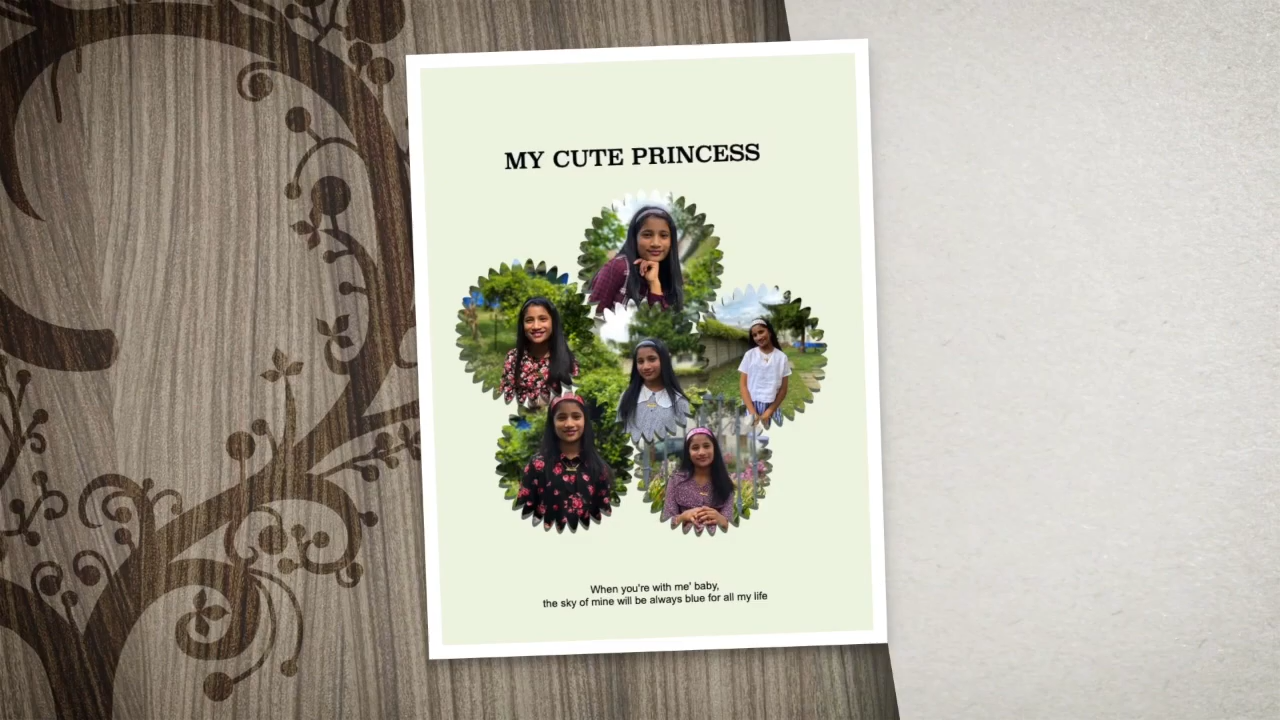 MY CUTE PRINCESS
When you're with me' baby,
the sky of mine will be always blue for all my life